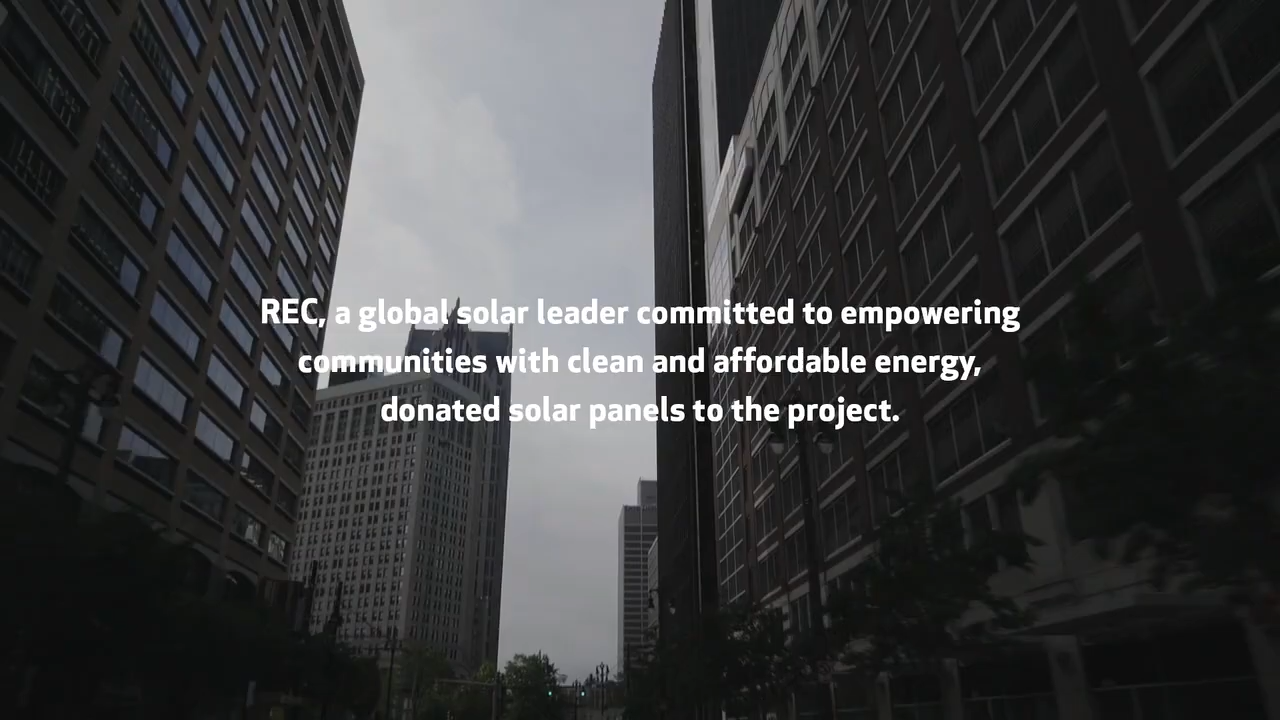 REC, a global solar leader committed to empowering
communities with clean and affordable energy,
donated solar panels to the project.